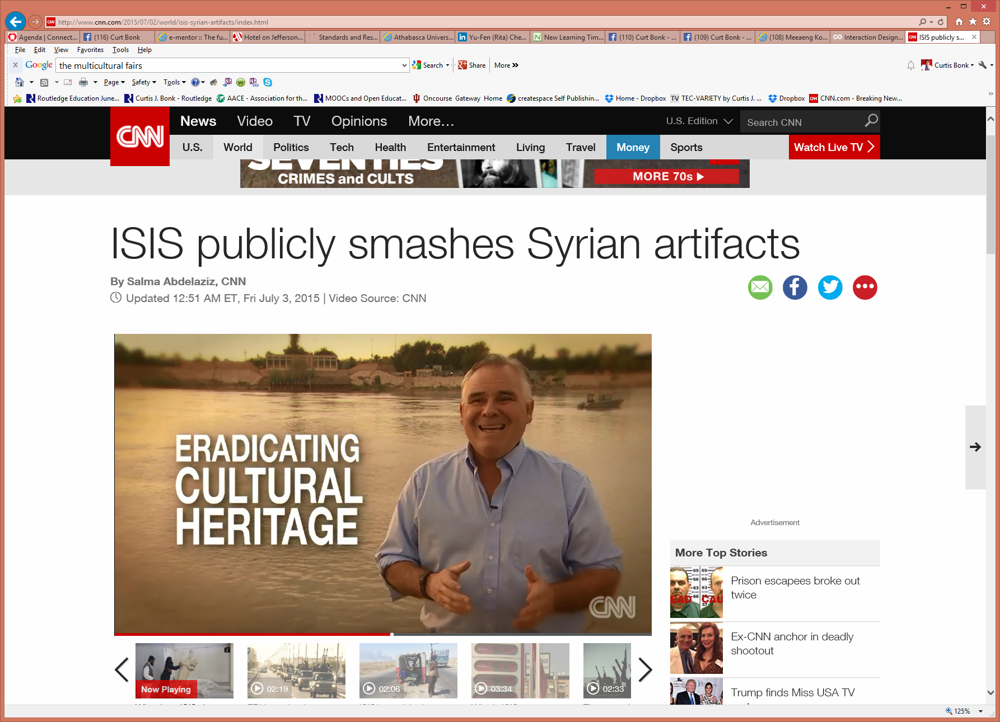 http://www.cnn.com/2015/07/02/world/isis-syrian-artifacts/index.html
Agenda | Connect...
(116) Curt Bonk
e-mentor :: The fu...
Hotel on Jefferson...
Standards and Res...
Athabasca Univers...
Yu-Fen (Rita) Che...
New Learning Tim...
(110) Curt Bonk - ...
(109) Curt Bonk - ...
(108) Meeaeng Ko...
Interaction Design...
ISIS publicly s...
File Edit View Favorites Tools Help
x Google the multicultural fairs Search Share More »
Curtis Bonk
Page Safety Tools
Routledge Education June...
Curtis J. Bonk - Routledge
AACE - Association for th...
MOOCs and Open Educat...
Oncourse Gateway Home
createspace Self Publishin...
Home - Dropbox
TEC-VARIETY by Curtis J. ...
Dropbox
CNN.com - Breaking New...
CNN
News Video TV Opinions More...
U.S. Edition
Search CNN
U.S. World Politics Tech Health Entertainment Living Travel Money Sports
Watch Live TV
SEVENTIES
CRIMES and CULTS
MORE 70s
ISIS publicly smashes Syrian artifacts
By Salma Abdelaziz, CNN
Updated 12:51 AM ET, Fri July 3, 2015 | Video Source: CNN
ERADICATING
CULTURAL
HERITAGE
CNN
Advertisement
More Top Stories
Prison escapees broke out
twice
Ex-CNN anchor in deadly
shootout
Trump finds Miss USA TV
Now Playing
02:19
02:06
03:34
02:33
125%